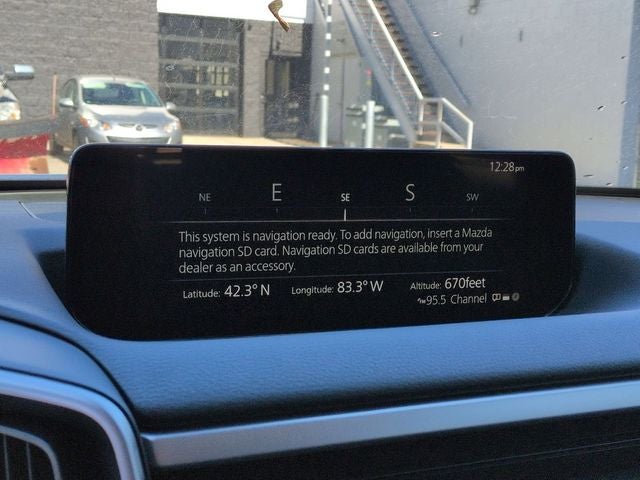 12:28pm
NE E SE S SW
This system is navigation ready. To add navigation, insert a Mazda
navigation SD card. Navigation SD cards are available from your
dealer as an accessory.
Latitude: 42.3° N Longitude: 83.3° W Altitude: 670feet
FM 95.5 Channel